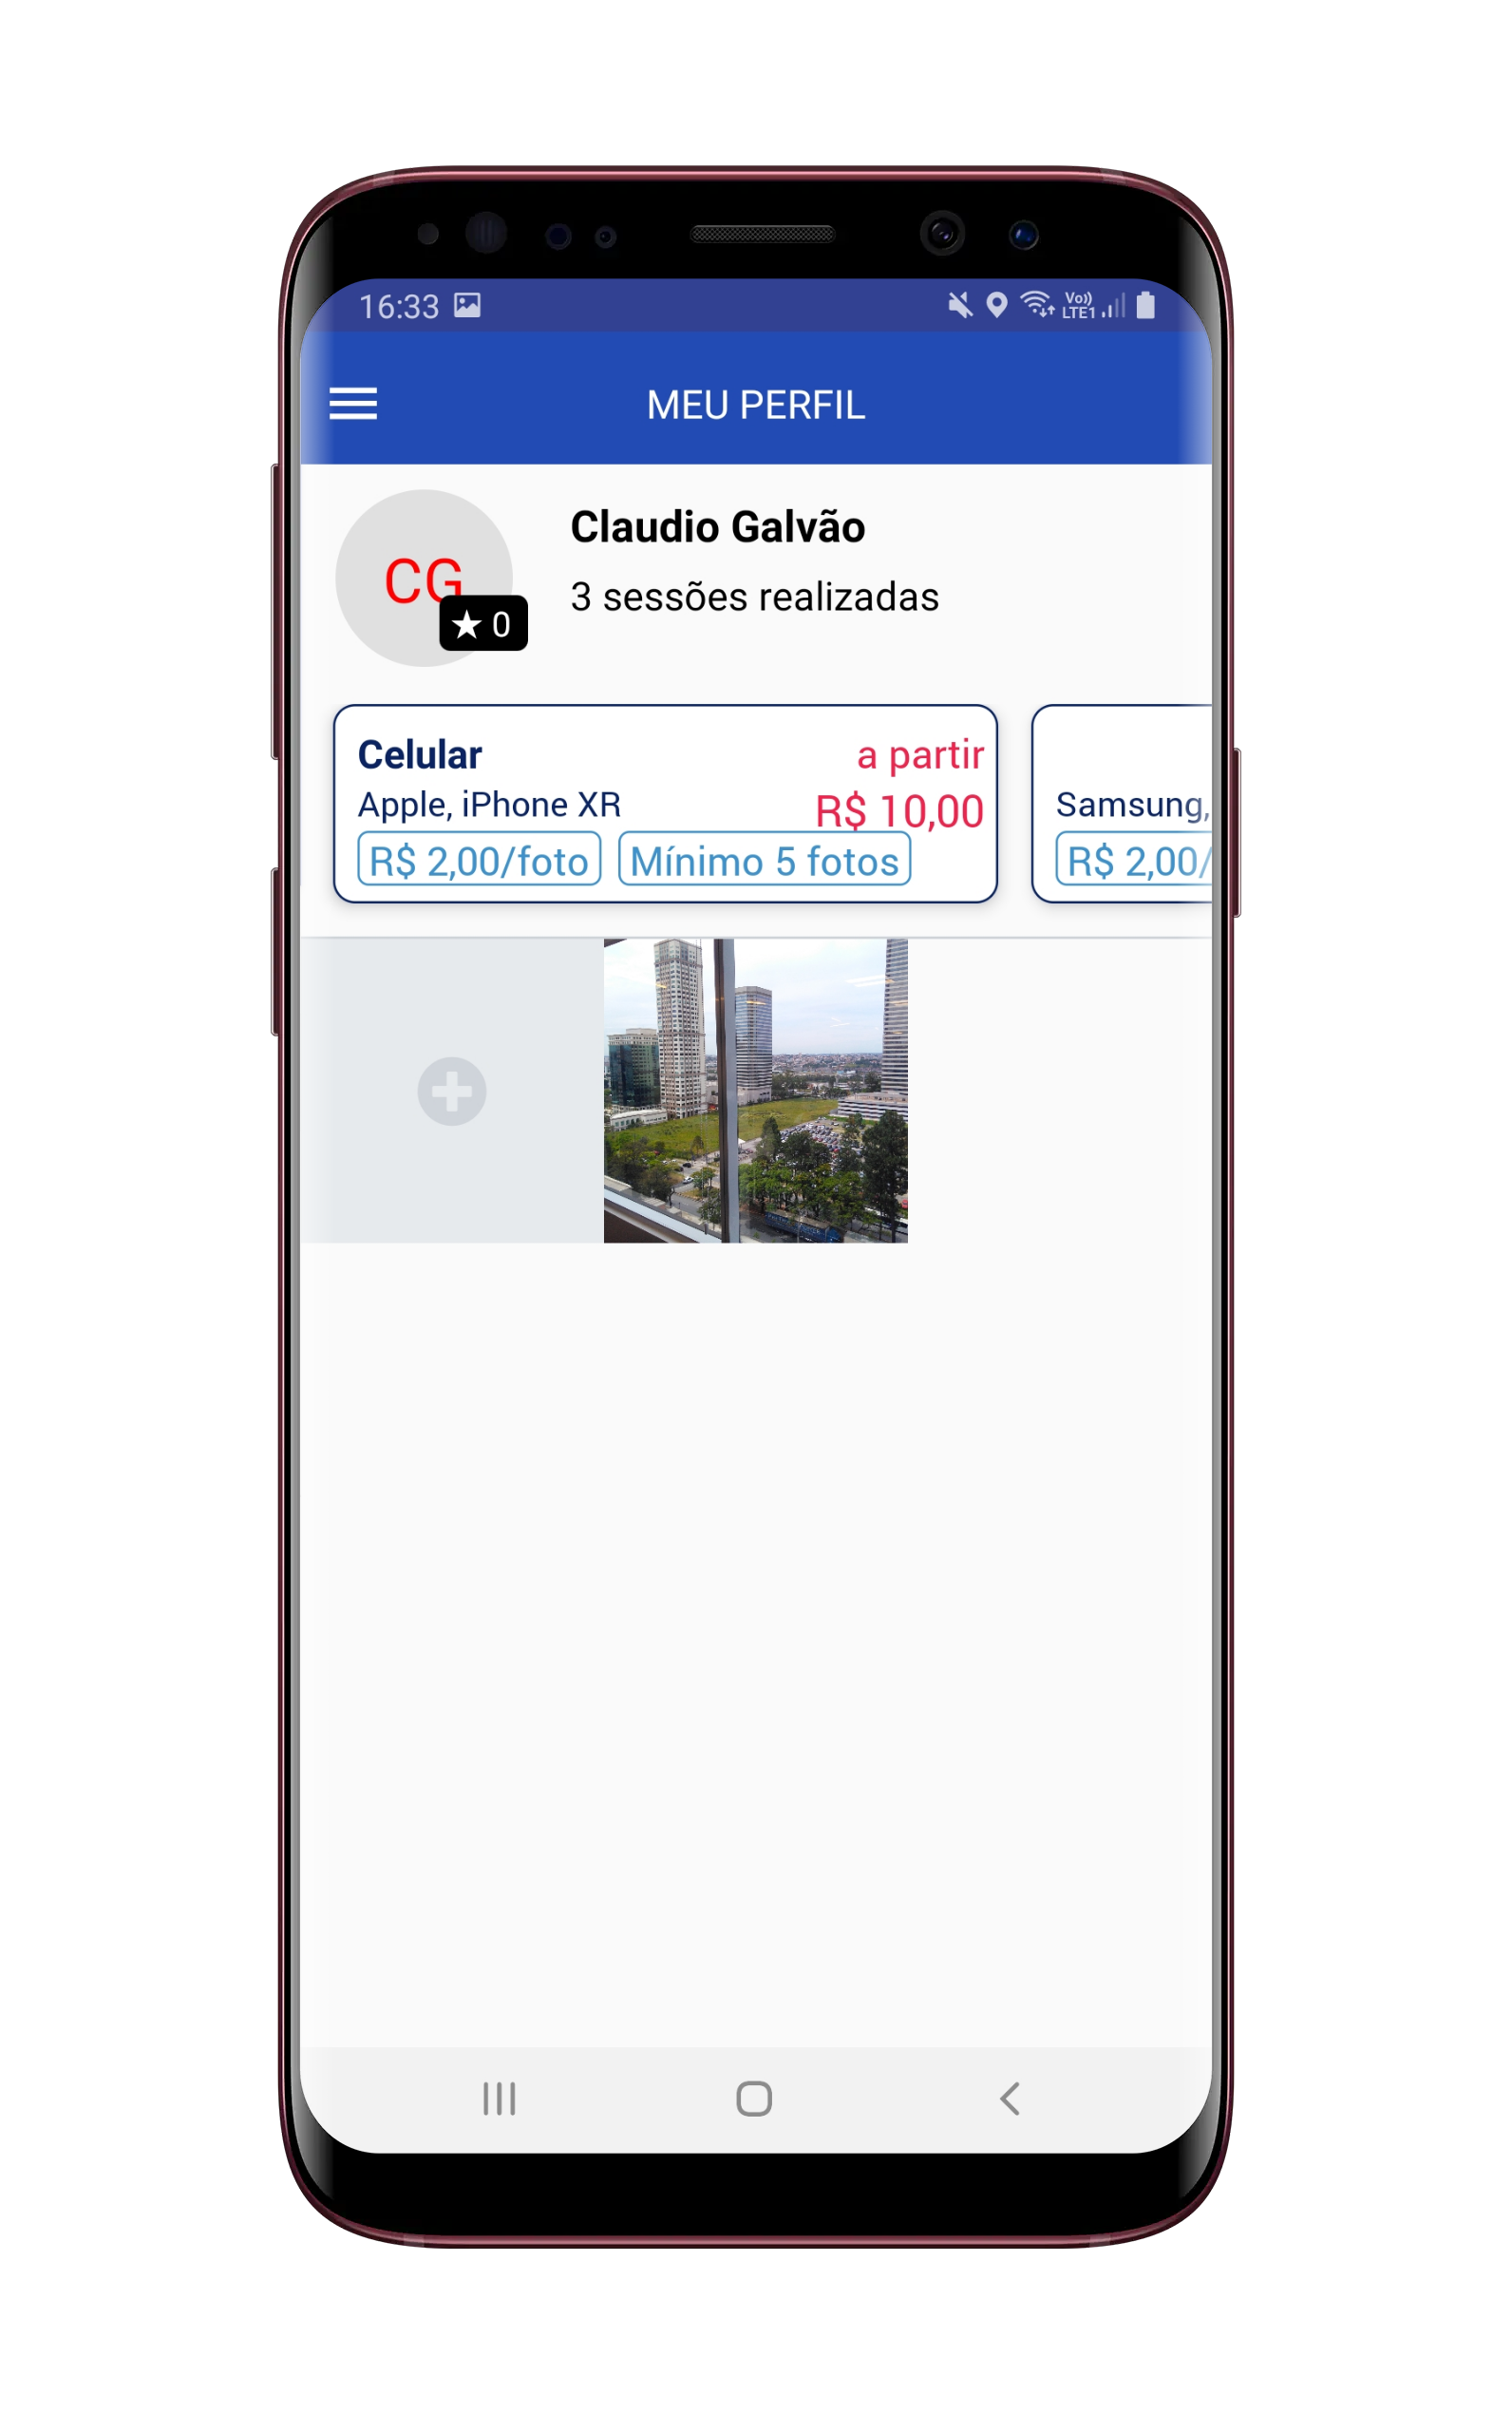 16:33
Vo)) LTE1
MEU PERFIL
CG
★ 0
Claudio Galvão
3 sessões realizadas
Celular
a partir
Apple, iPhone XR
R$ 10,00
R$ 2,00/foto
Mínimo 5 fotos
Samsung,
R$ 2,00/